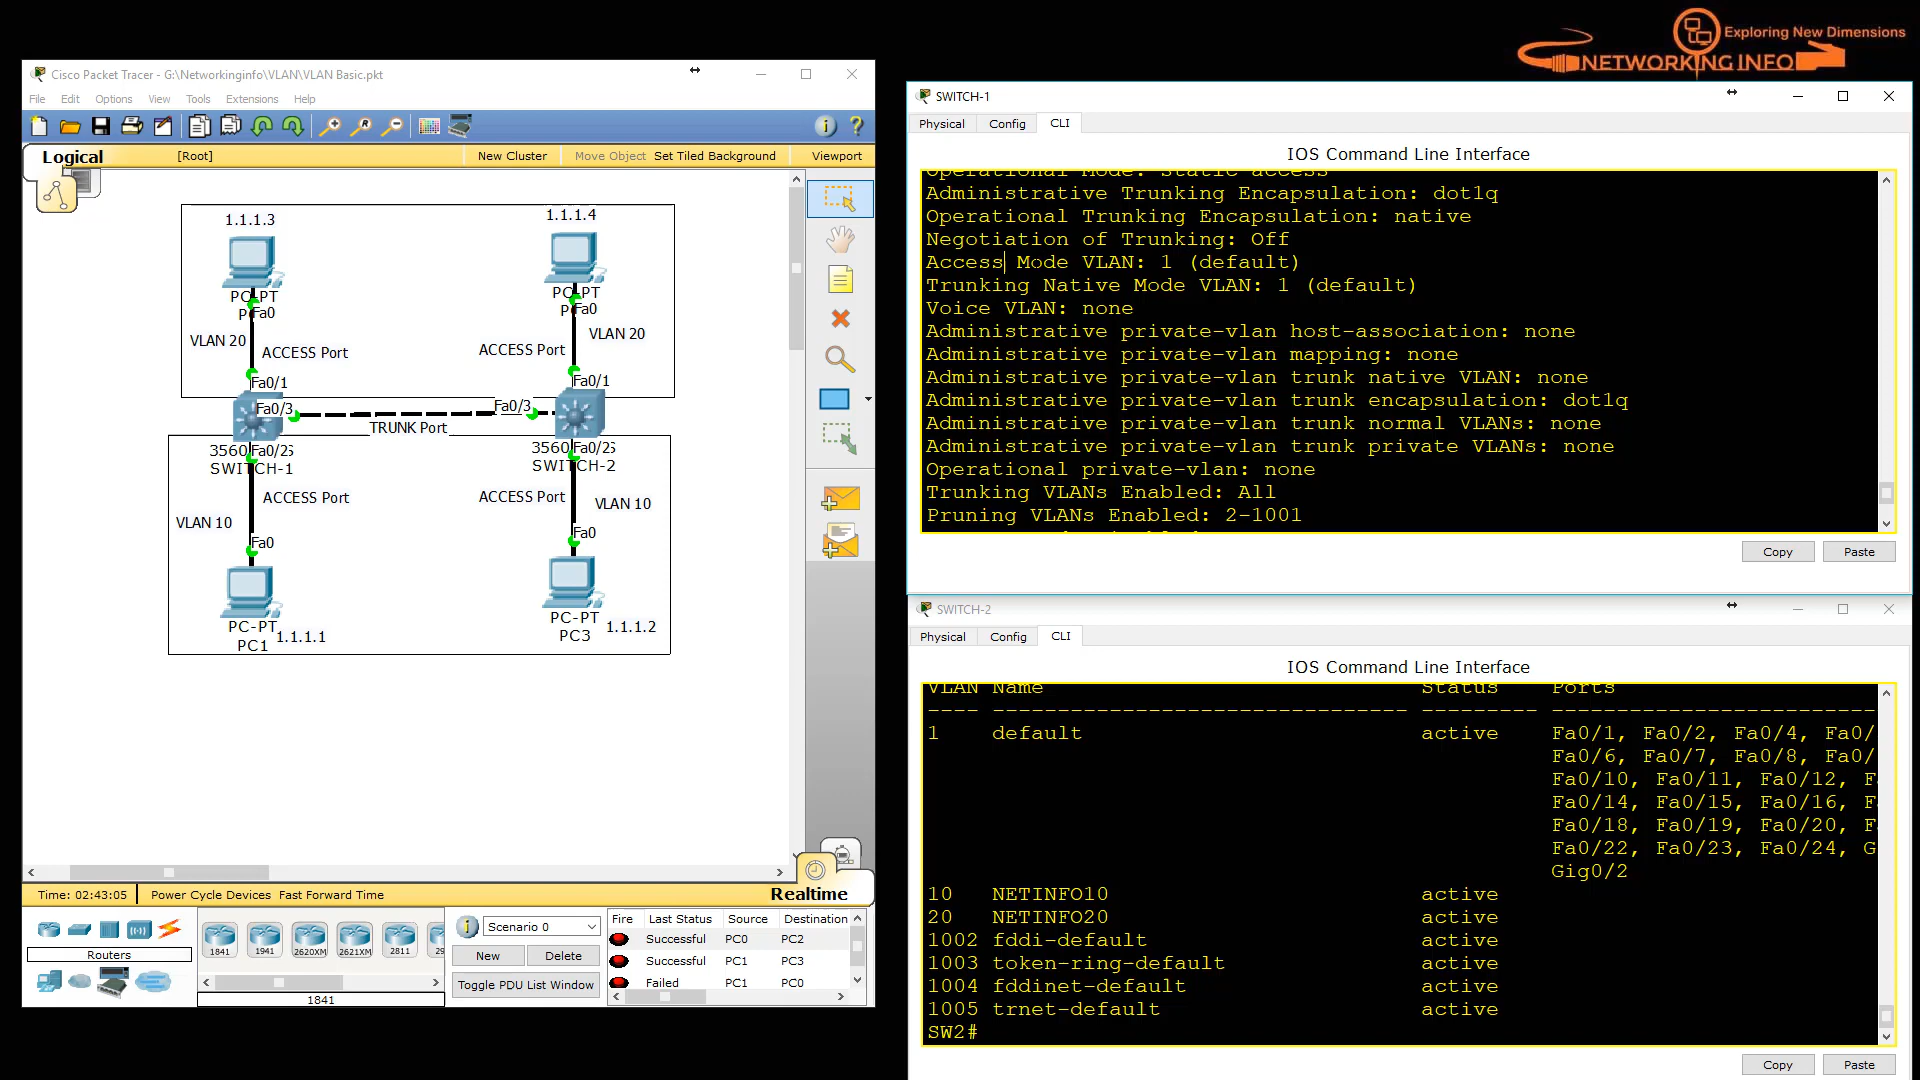 Exploring New Dimensions
NETWORKING INFO
Cisco Packet Tracer - G:\Networkinginfo\VLAN\VLAN Basic.pkt
File Edit Options View Tools Extensions Help
Logical
[Root]
New Cluster
Move Object
Set Tiled Background
Viewport
1.1.1.3
1.1.1.4
PC-PT
Fa0
PC-PT
Fa0
VLAN 20
ACCESS Port
ACCESS Port
VLAN 20
Fa0/1
Fa0/1
Fa0/3
Fa0/3
TRUNK Port
3560
Fa0/2
SWITCH-1
3560
Fa0/2
SWITCH-2
ACCESS Port
ACCESS Port
VLAN 10
VLAN 10
Fa0
Fa0
PC-PT
PC1
1.1.1.1
PC-PT
PC3
1.1.1.2
Time: 02:43:05
Power Cycle Devices Fast Forward Time
Realtime
Routers
1841
1941
2620XM
2621XM
2811
1841
Scenario 0
New
Delete
Toggle PDU List Window
Fire Last Status Source Destination
Successful PC0 PC2
Successful PC1 PC3
Failed PC1 PC0
SWITCH-1
Physical Config CLI
IOS Command Line Interface
Operational Mode: static access
Administrative Trunking Encapsulation: dot1q
Operational Trunking Encapsulation: native
Negotiation of Trunking: Off
Access Mode VLAN: 1 (default)
Trunking Native Mode VLAN: 1 (default)
Voice VLAN: none
Administrative private-vlan host-association: none
Administrative private-vlan mapping: none
Administrative private-vlan trunk native VLAN: none
Administrative private-vlan trunk encapsulation: dot1q
Administrative private-vlan trunk normal VLANs: none
Administrative private-vlan trunk private VLANs: none
Operational private-vlan: none
Trunking VLANs Enabled: All
Pruning VLANs Enabled: 2-1001
Copy
Paste
SWITCH-2
Physical Config CLI
IOS Command Line Interface
VLAN Name Status Ports
---- -------------------------------- --------- -------------------------
1 default active Fa0/1, Fa0/2, Fa0/4, Fa0/
Fa0/6, Fa0/7, Fa0/8, Fa0/
Fa0/10, Fa0/11, Fa0/12, F
Fa0/14, Fa0/15, Fa0/16, F
Fa0/18, Fa0/19, Fa0/20, F
Fa0/22, Fa0/23, Fa0/24, G
Gig0/2
10 NETINFO10 active
20 NETINFO20 active
1002 fddi-default active
1003 token-ring-default active
1004 fddinet-default active
1005 trnet-default active
SW2#
Copy
Paste